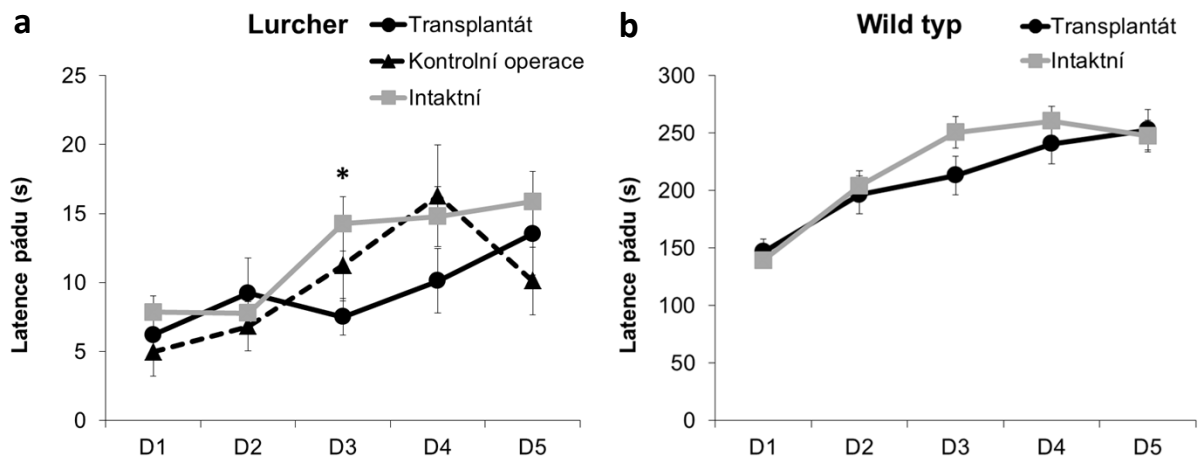 a
Lurcher
Transplantát
Kontrolní operace
Intaktní
Latence pádu (s)
25
20
15
10
5
0
*
D1 D2 D3 D4 D5
b
Wild typ
Transplantát
Intaktní
Latence pádu (s)
300
250
200
150
100
50
0
D1 D2 D3 D4 D5